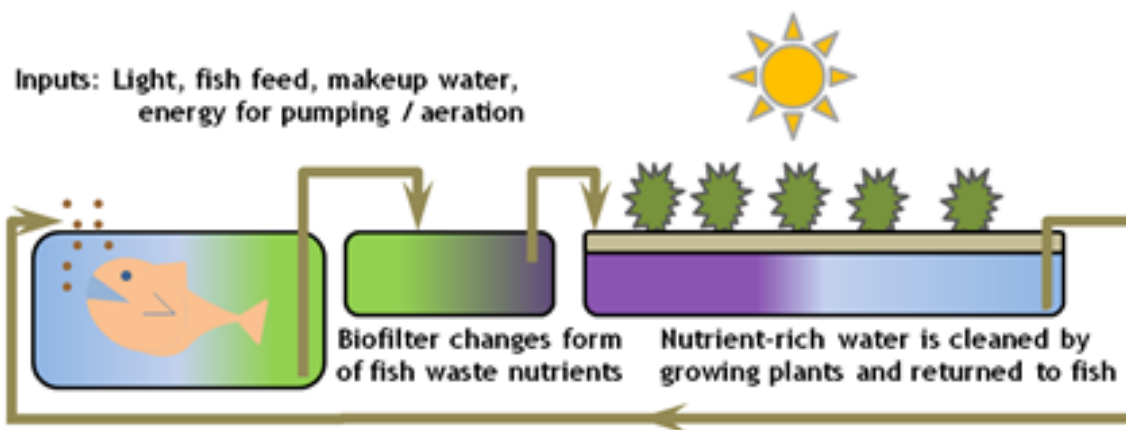 Inputs: Light, fish feed, makeup water,
energy for pumping / aeration
Biofilter changes form
of fish waste nutrients
Nutrient-rich water is cleaned by
growing plants and returned to fish